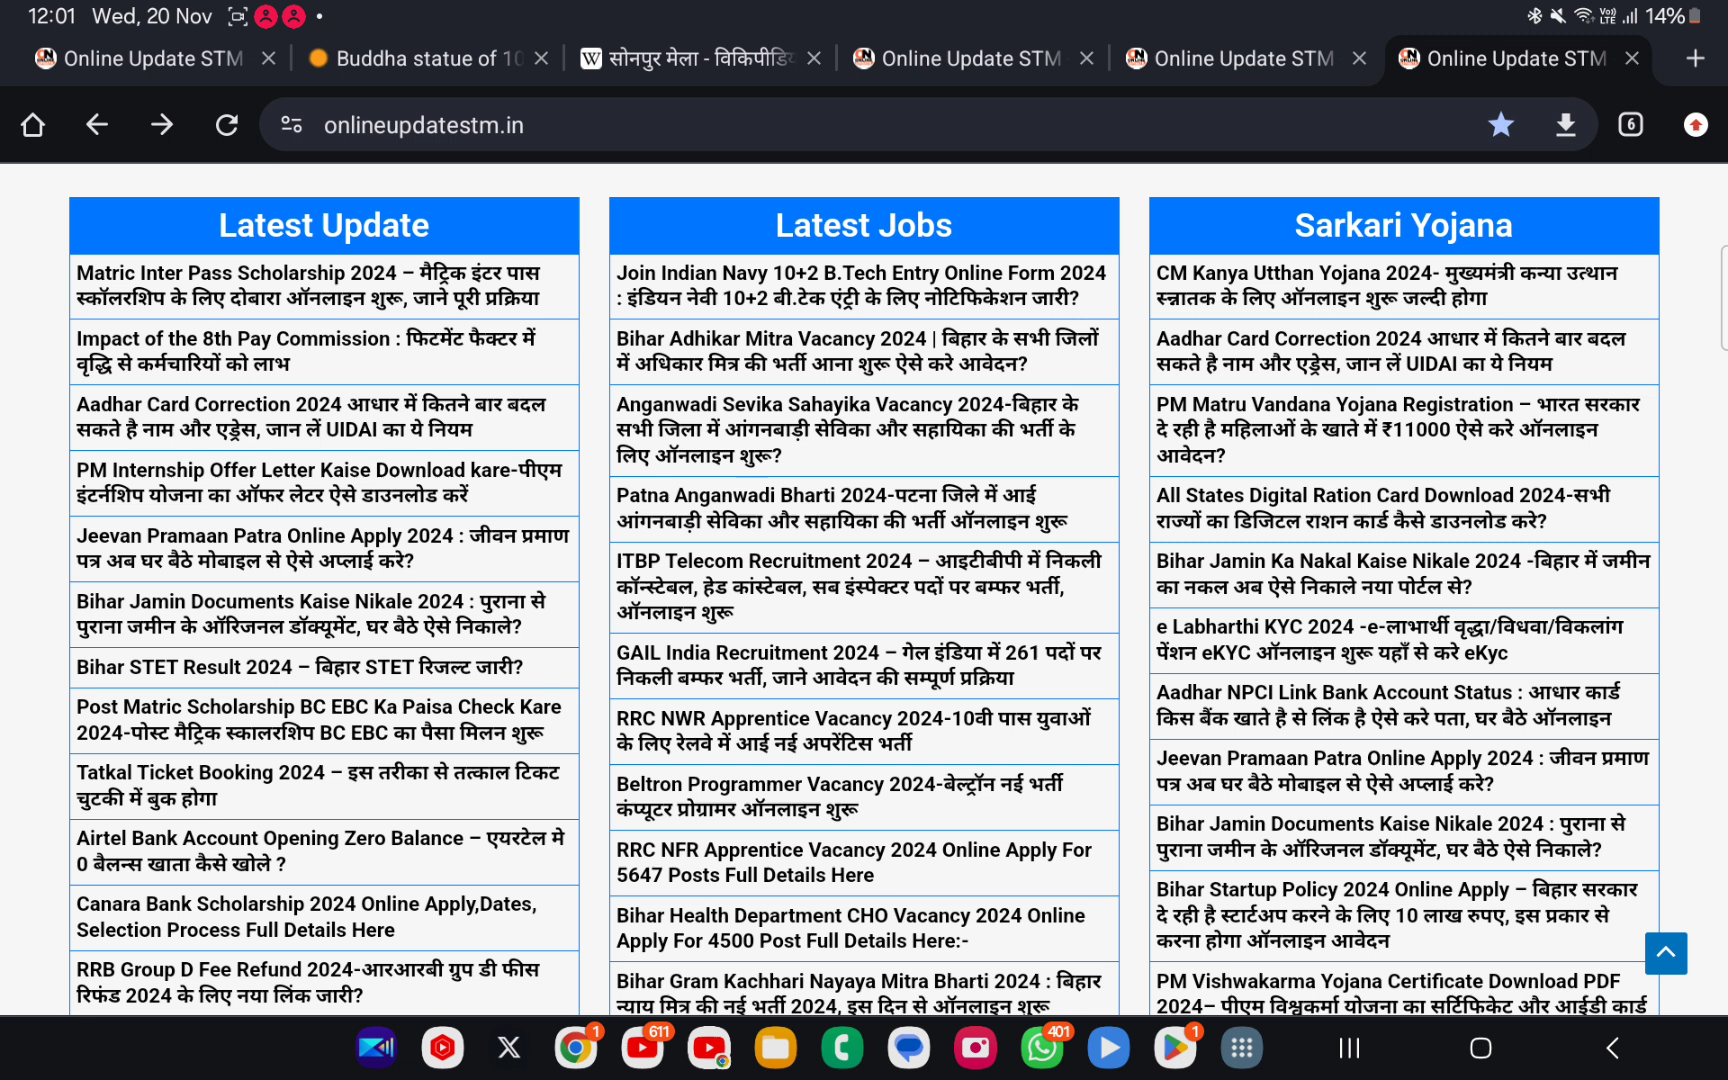 12:01 Wed, 20 Nov
Vo)) LTE 14%
Online Update STM
Buddha statue of 10
W सोनपुर मेला - विकिपीडि
Online Update STM
Online Update STM
Online Update STM
onlineupdatestm.in
6
Latest Update
Matric Inter Pass Scholarship 2024 – मैट्रिक इंटर पास
स्कॉलरशिप के लिए दोबारा ऑनलाइन शुरू, जाने पूरी प्रक्रिया
Impact of the 8th Pay Commission : फिटमेंट फैक्टर में
वृद्धि से कर्मचारियों को लाभ
Aadhar Card Correction 2024 आधार में कितने बार बदल
सकते है नाम और एड्रेस, जान लें UIDAI का ये नियम
PM Internship Offer Letter Kaise Download kare-पीएम
इंटर्नशिप योजना का ऑफर लेटर ऐसे डाउनलोड करें
Jeevan Pramaan Patra Online Apply 2024 : जीवन प्रमाण
पत्र अब घर बैठे मोबाइल से ऐसे अप्लाई करे?
Bihar Jamin Documents Kaise Nikale 2024 : पुराना से
पुराना जमीन के ऑरिजनल डॉक्यूमेंट, घर बैठे ऐसे निकाले?
Bihar STET Result 2024 – बिहार STET रिजल्ट जारी?
Post Matric Scholarship BC EBC Ka Paisa Check Kare
2024-पोस्ट मैट्रिक स्कालरशिप BC EBC का पैसा मिलन शुरू
Tatkal Ticket Booking 2024 – इस तरीका से तत्काल टिकट
चुटकी में बुक होगा
Airtel Bank Account Opening Zero Balance – एयरटेल मे
0 बैलन्स खाता कैसे खोले ?
Canara Bank Scholarship 2024 Online Apply,Dates,
Selection Process Full Details Here
RRB Group D Fee Refund 2024-आरआरबी ग्रुप डी फीस
रिफंड 2024 के लिए नया लिंक जारी?
Latest Jobs
Join Indian Navy 10+2 B.Tech Entry Online Form 2024
: इंडियन नेवी 10+2 बी.टेक एंट्री के लिए नोटिफिकेशन जारी?
Bihar Adhikar Mitra Vacancy 2024 | बिहार के सभी जिलों
में अधिकार मित्र की भर्ती आना शुरू ऐसे करे आवेदन?
Anganwadi Sevika Sahayika Vacancy 2024-बिहार के
सभी जिला में आंगनबाड़ी सेविका और सहायिका की भर्ती के
लिए ऑनलाइन शुरू?
Patna Anganwadi Bharti 2024-पटना जिले में आई
आंगनबाड़ी सेविका और सहायिका की भर्ती ऑनलाइन शुरू
ITBP Telecom Recruitment 2024 – आइटीबीपी में निकली
कॉन्स्टेबल, हेड कांस्टेबल, सब इंस्पेक्टर पदों पर बम्फर भर्ती,
ऑनलाइन शुरू
GAIL India Recruitment 2024 – गेल इंडिया में 261 पदों पर
निकली बम्फर भर्ती, जाने आवेदन की सम्पूर्ण प्रक्रिया
RRC NWR Apprentice Vacancy 2024-10वी पास युवाओं
के लिए रेलवे में आई नई अपरेंटिस भर्ती
Beltron Programmer Vacancy 2024-बेल्ट्रॉन नई भर्ती
कंप्यूटर प्रोग्रामर ऑनलाइन शुरू
RRC NFR Apprentice Vacancy 2024 Online Apply For
5647 Posts Full Details Here
Bihar Health Department CHO Vacancy 2024 Online
Apply For 4500 Post Full Details Here:-
Bihar Gram Kachhari Nayaya Mitra Bharti 2024 : बिहार
न्याय मित्र की नई भर्ती 2024, इस दिन से ऑनलाइन शुरू
Sarkari Yojana
CM Kanya Utthan Yojana 2024- मुख्यमंत्री कन्या उत्थान
स्न्नातक के लिए ऑनलाइन शुरू जल्दी होगा
Aadhar Card Correction 2024 आधार में कितने बार बदल
सकते है नाम और एड्रेस, जान लें UIDAI का ये नियम
PM Matru Vandana Yojana Registration – भारत सरकार
दे रही है महिलाओं के खाते में ₹11000 ऐसे करे ऑनलाइन
आवेदन?
All States Digital Ration Card Download 2024-सभी
राज्यों का डिजिटल राशन कार्ड कैसे डाउनलोड करे?
Bihar Jamin Ka Nakal Kaise Nikale 2024 -बिहार में जमीन
का नकल अब ऐसे निकाले नया पोर्टल से?
e Labharthi KYC 2024 -e-लाभार्थी वृद्धा/विधवा/विकलांग
पेंशन eKYC ऑनलाइन शुरू यहाँ से करे eKyc
Aadhar NPCI Link Bank Account Status : आधार कार्ड
किस बैंक खाते है से लिंक है ऐसे करे पता, घर बैठे ऑनलाइन
Jeevan Pramaan Patra Online Apply 2024 : जीवन प्रमाण
पत्र अब घर बैठे मोबाइल से ऐसे अप्लाई करे?
Bihar Jamin Documents Kaise Nikale 2024 : पुराना से
पुराना जमीन के ऑरिजनल डॉक्यूमेंट, घर बैठे ऐसे निकाले?
Bihar Startup Policy 2024 Online Apply – बिहार सरकार
दे रही है स्टार्टअप करने के लिए 10 लाख रुपए, इस प्रकार से
करना होगा ऑनलाइन आवेदन
PM Vishwakarma Yojana Certificate Download PDF
2024– पीएम विश्वकर्मा योजना का सर्टिफिकेट और आईडी कार्ड
1
611
401
1